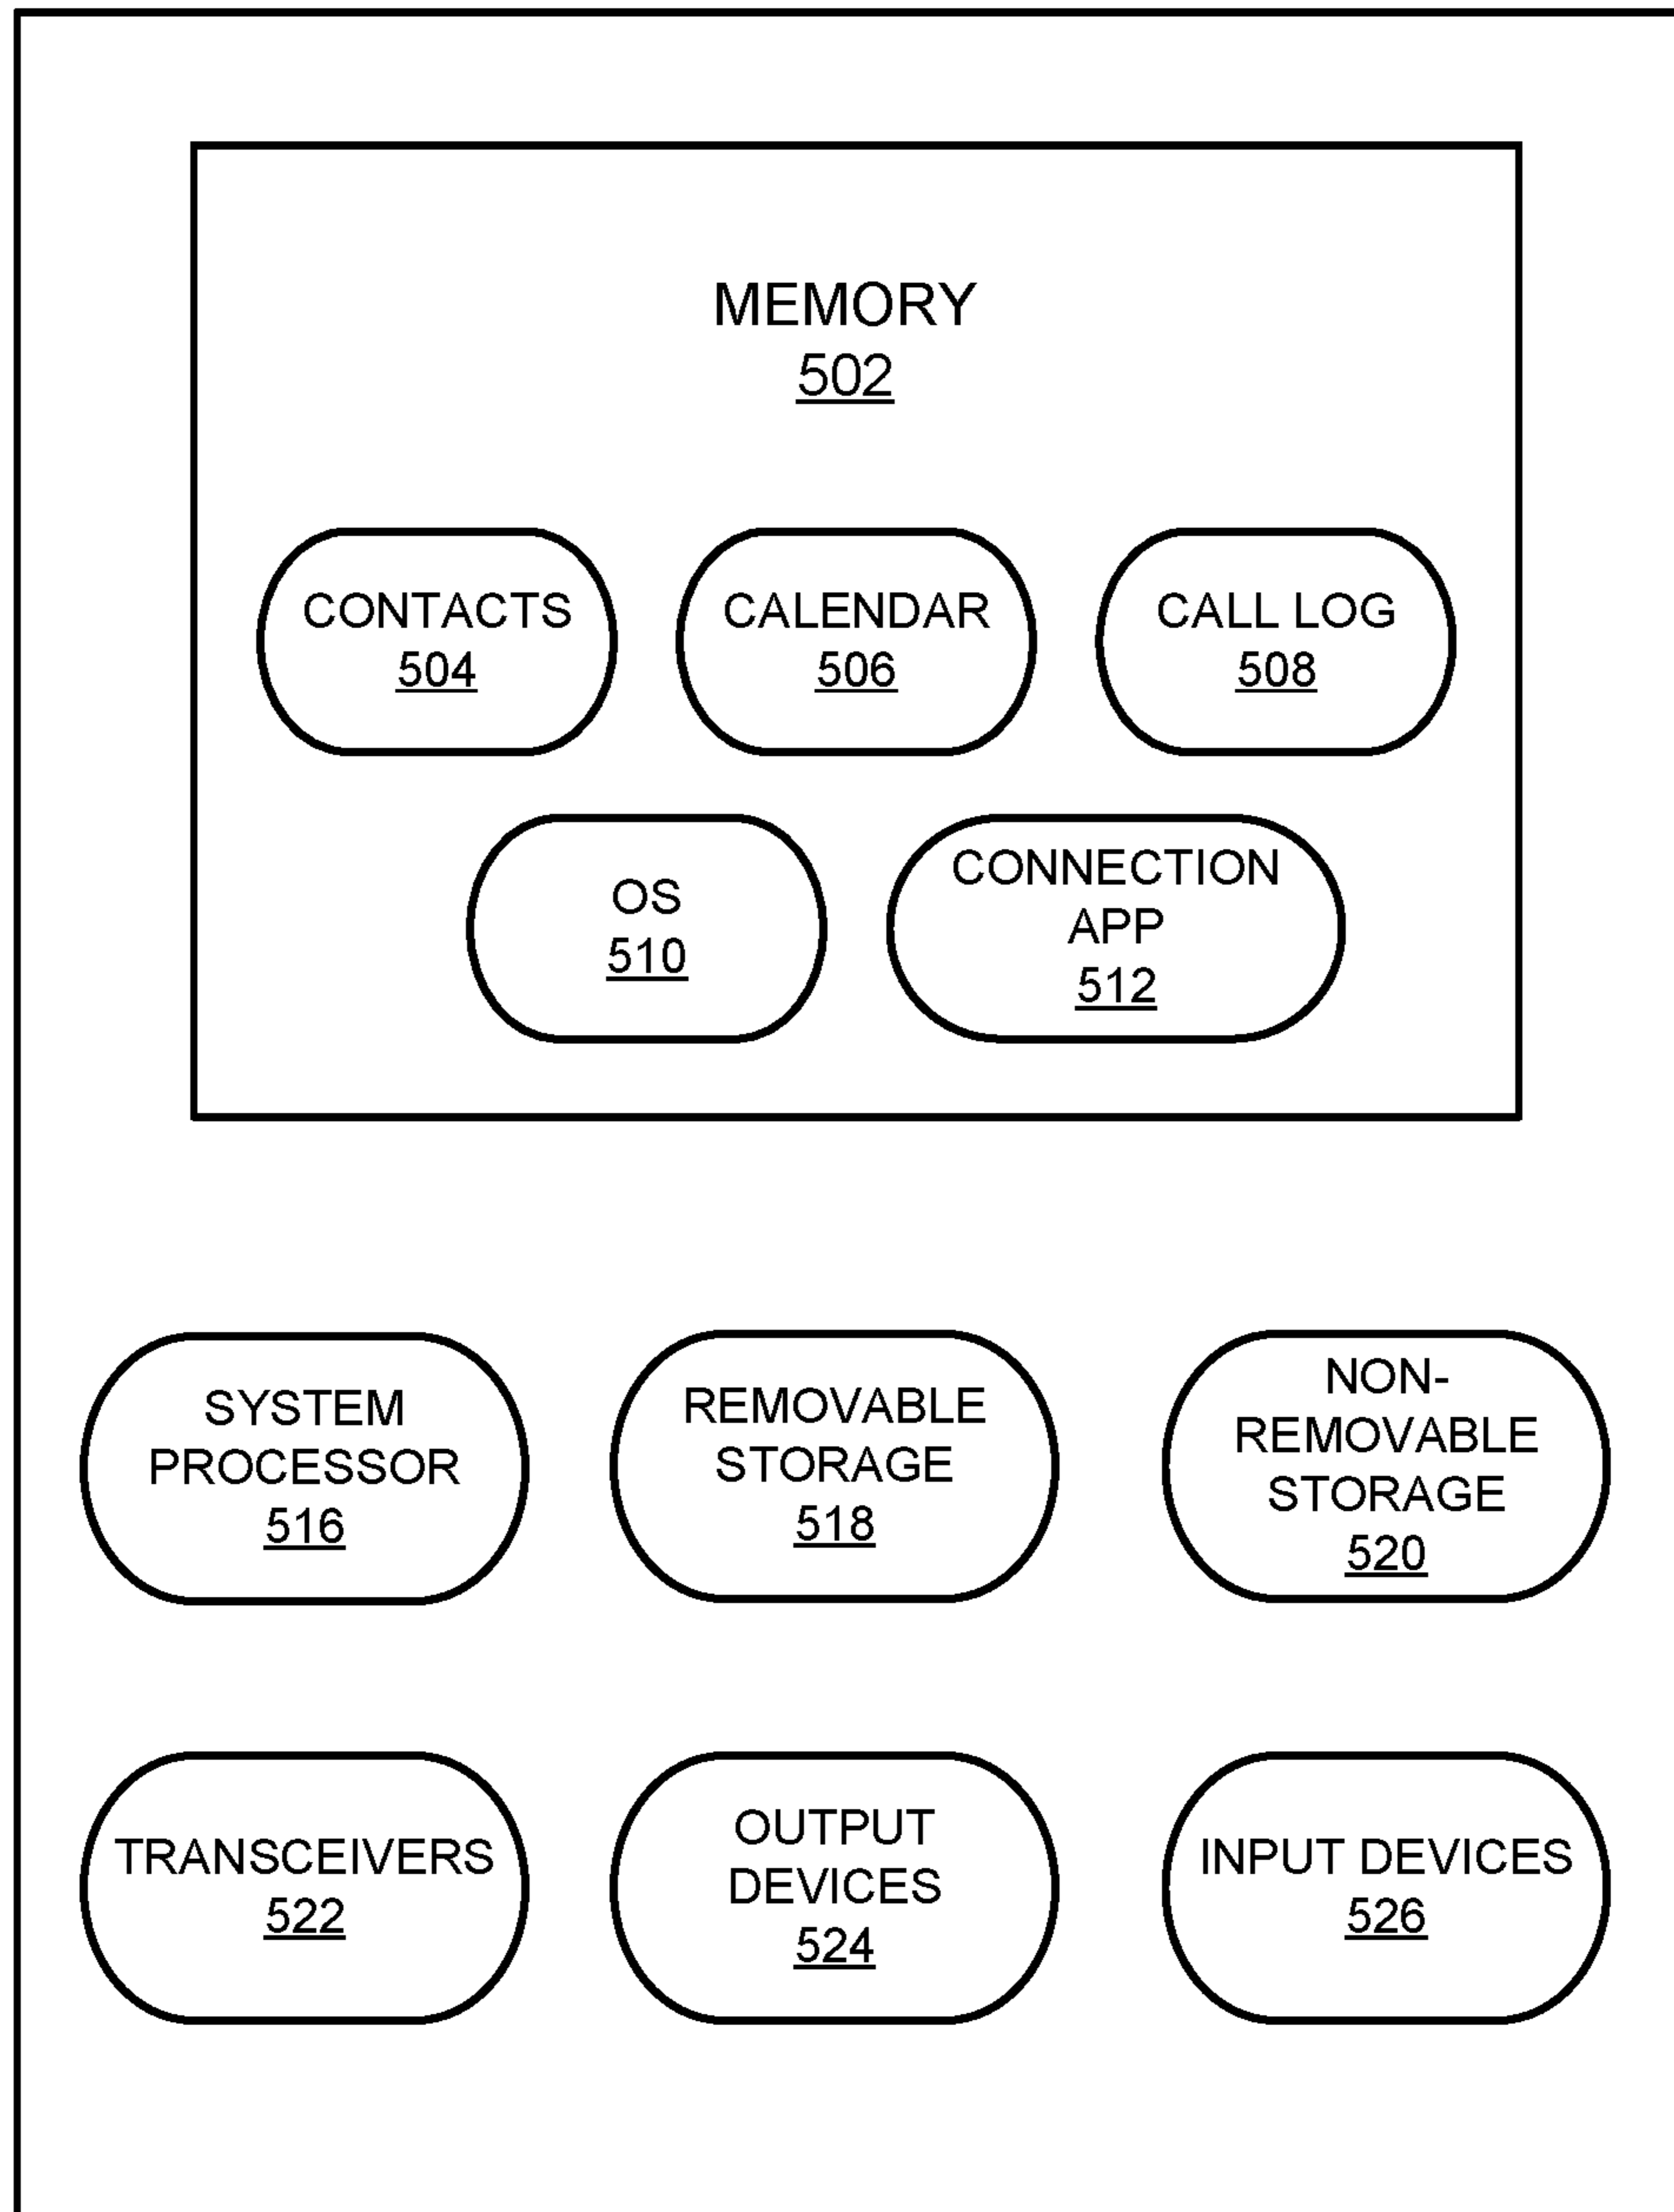 MEMORY
502
CONTACTS
504
CALENDAR
506
CALL LOG
508
OS
510
CONNECTION
APP
512
SYSTEM
PROCESSOR
516
REMOVABLE
STORAGE
518
NON-
REMOVABLE
STORAGE
520
TRANSCEIVERS
522
OUTPUT
DEVICES
524
INPUT DEVICES
526